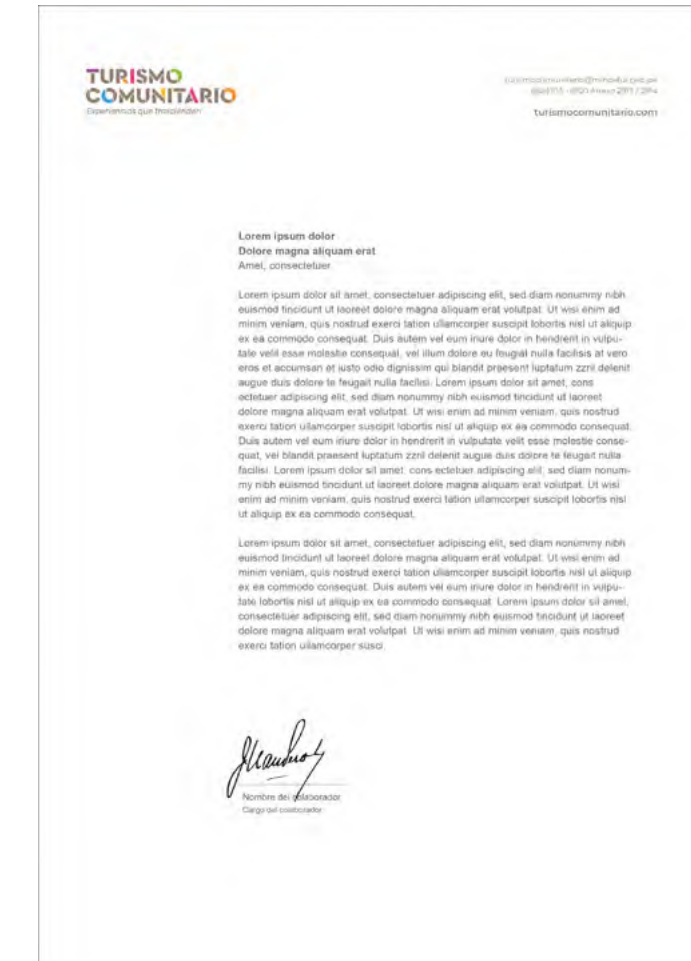 TURISMO
COMUNITARIO
Experiencias que trascienden
turismocomunitario.com
Lorem ipsum dolor
Dolore magna aliquam erat
Amet, consectetuer
Lorem ipsum dolor sit amet, consectetuer adipiscing elit, sed diam nonummy nibh
euismod tincidunt ut laoreet dolore magna aliquam erat volutpat. Ut wisi enim ad
minim veniam, quis nostrud exerci tation ullamcorper suscipit lobortis nisl ut aliquip
ex ea commodo consequat. Duis autem vel eum iriure dolor in hendrerit in vulpu-
tate velit esse molestie consequat, vel illum dolore eu feugiat nulla facilisis at vero
eros et accumsan et iusto odio dignissim qui blandit praesent luptatum zzril delenit
augue duis dolore te feugait nulla facilisi. Lorem ipsum dolor sit amet, cons
ectetuer adipiscing elit, sed diam nonummy nibh euismod tincidunt ut laoreet
dolore magna aliquam erat volutpat. Ut wisi enim ad minim veniam, quis nostrud
exerci tation ullamcorper suscipit lobortis nisl ut aliquip ex ea commodo consequat.
Duis autem vel eum iriure dolor in hendrerit in vulputate velit esse molestie conse-
quat, vel blandit praesent luptatum zzril delenit augue duis dolore te feugait nulla
facilisi. Lorem ipsum dolor sit amet, cons ectetuer adipiscing elit, sed diam nonum-
my nibh euismod tincidunt ut laoreet dolore magna aliquam erat volutpat. Ut wisi
enim ad minim veniam, quis nostrud exerci tation ullamcorper suscipit lobortis nisl
ut aliquip ex ea commodo consequat.
Lorem ipsum dolor sit amet, consectetuer adipiscing elit, sed diam nonummy nibh
euismod tincidunt ut laoreet dolore magna aliquam erat volutpat. Ut wisi enim ad
minim veniam, quis nostrud exerci tation ullamcorper suscipit lobortis nisl ut aliquip
ex ea commodo consequat. Duis autem vel eum iriure dolor in hendrerit in vulpu-
tate lobortis nisl ut aliquip ex ea commodo consequat. Lorem ipsum dolor sit amet,
consectetuer adipiscing elit, sed diam nonummy nibh euismod tincidunt ut laoreet
dolore magna aliquam erat volutpat. Ut wisi enim ad minim veniam, quis nostrud
exerci tation ullamcorper susci.
Nombre del colaborador
Cargo del colaborador